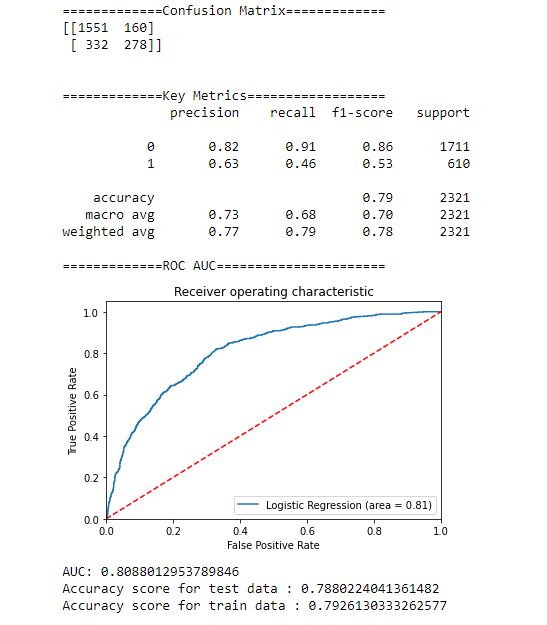 =============Confusion Matrix=============
[[1551  160]
 [ 332  278]]
=============Key Metrics==================
precision    recall  f1-score   support
0       0.82      0.91      0.86      1711
1       0.63      0.46      0.53       610
accuracy                           0.79      2321
macro avg       0.73      0.68      0.70      2321
weighted avg       0.77      0.79      0.78      2321
=============ROC AUC======================
Receiver operating characteristic
1.0
0.8
0.6
0.4
0.2
0.0
True Positive Rate
Logistic Regression (area = 0.81)
0.0 0.2 0.4 0.6 0.8 1.0
False Positive Rate
AUC: 0.8088012953789846
Accuracy score for test data : 0.7880224041361482
Accuracy score for train data : 0.7926130333262577